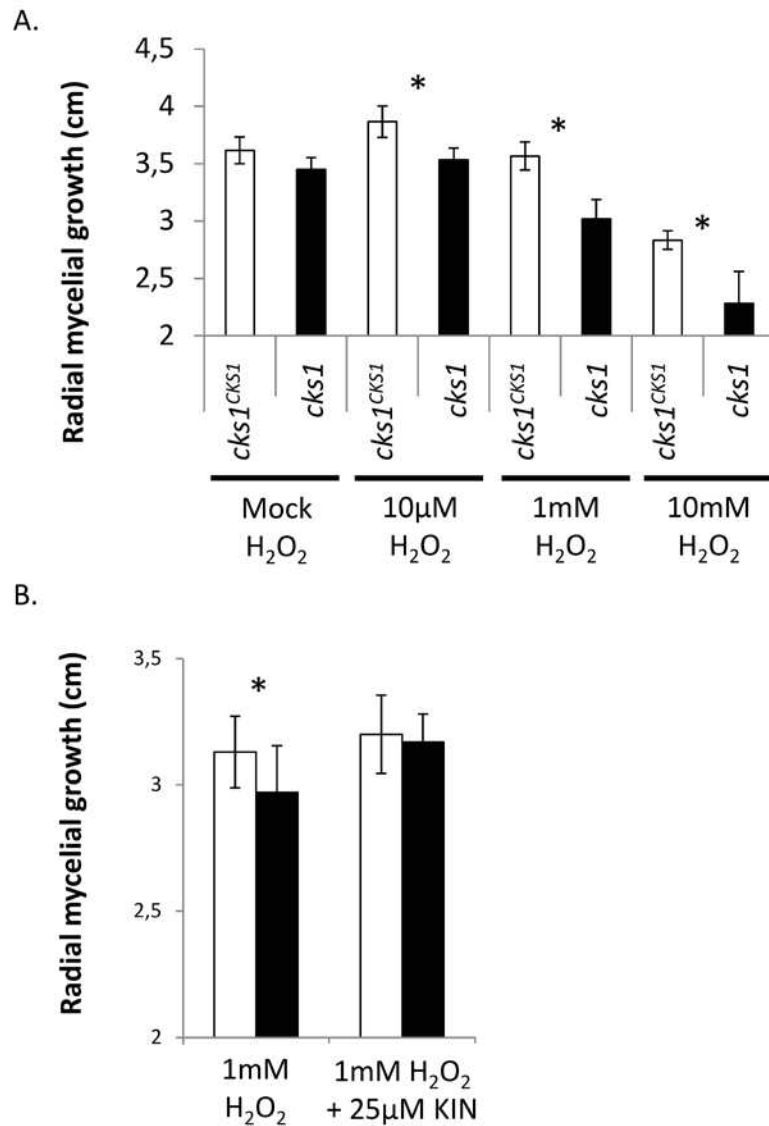 A.
Radial mycelial growth (cm)
4,5
4
3,5
3
2,5
2
*
*
*
cks1^CKS1
cks1
cks1^CKS1
cks1
cks1^CKS1
cks1
cks1^CKS1
cks1
Mock
H₂O₂
10µM
H₂O₂
1mM
H₂O₂
10mM
H₂O₂
B.
Radial mycelial growth (cm)
3,5
3
2,5
2
*
1mM
H₂O₂
1mM H₂O₂
+ 25µM KIN